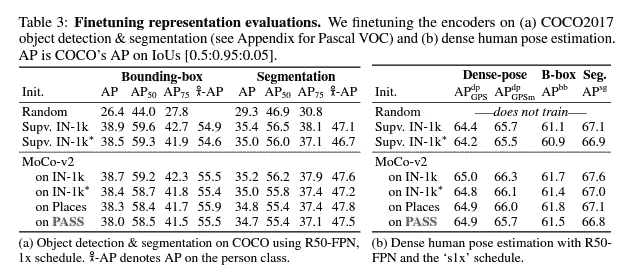 Table 3: Finetuning representation evaluations. We finetuning the encoders on (a) COCO2017
object detection & segmentation (see Appendix for Pascal VOC) and (b) dense human pose estimation.
AP is COCO's AP on IoUs [0.5:0.95:0.05].
Bounding-box Segmentation
Init. AP AP50 AP75 -AP AP AP50 AP75 -AP
Random 26.4 44.0 27.8 29.3 46.9 30.8
Supv. IN-1k 38.9 59.6 42.7 54.9 35.4 56.5 38.1 47.1
Supv. IN-1k* 38.5 59.3 41.9 54.6 35.0 56.0 37.1 46.7
MoCo-v2
on IN-1k 38.7 59.2 42.3 55.5 35.2 56.2 37.9 47.6
on IN-1k* 38.4 58.7 41.8 55.4 35.0 55.8 37.4 47.2
on Places 38.3 58.4 41.7 55.9 34.8 55.4 37.4 47.8
on PASS 38.0 58.5 41.5 55.5 34.7 55.4 37.1 47.5
(a) Object detection & segmentation on COCO using R50-FPN,
1x schedule. -AP denotes AP on the person class.
Dense-pose B-box Seg.
Init. AP dp GPS AP dp GPSm AP bb AP sg
Random —does not train—
Supv. IN-1k 64.4 65.7 61.1 67.1
Supv. IN-1k* 64.2 65.5 60.9 66.9
MoCo-v2
on IN-1k 65.0 66.3 61.7 67.6
on IN-1k* 64.8 66.1 61.4 67.0
on Places 64.9 66.0 61.8 67.1
on PASS 64.9 65.7 61.5 66.8
(b) Dense human pose estimation with R50-
FPN and the 's1x' schedule.